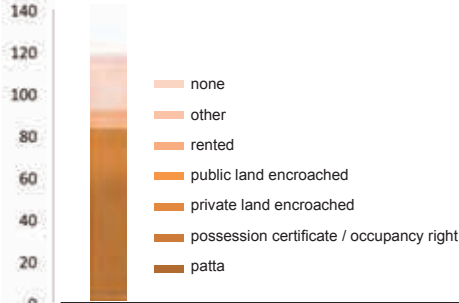 140
120
100
80
60
40
20
0
none
other
rented
public land encroached
private land encroached
possession certificate / occupancy right
patta